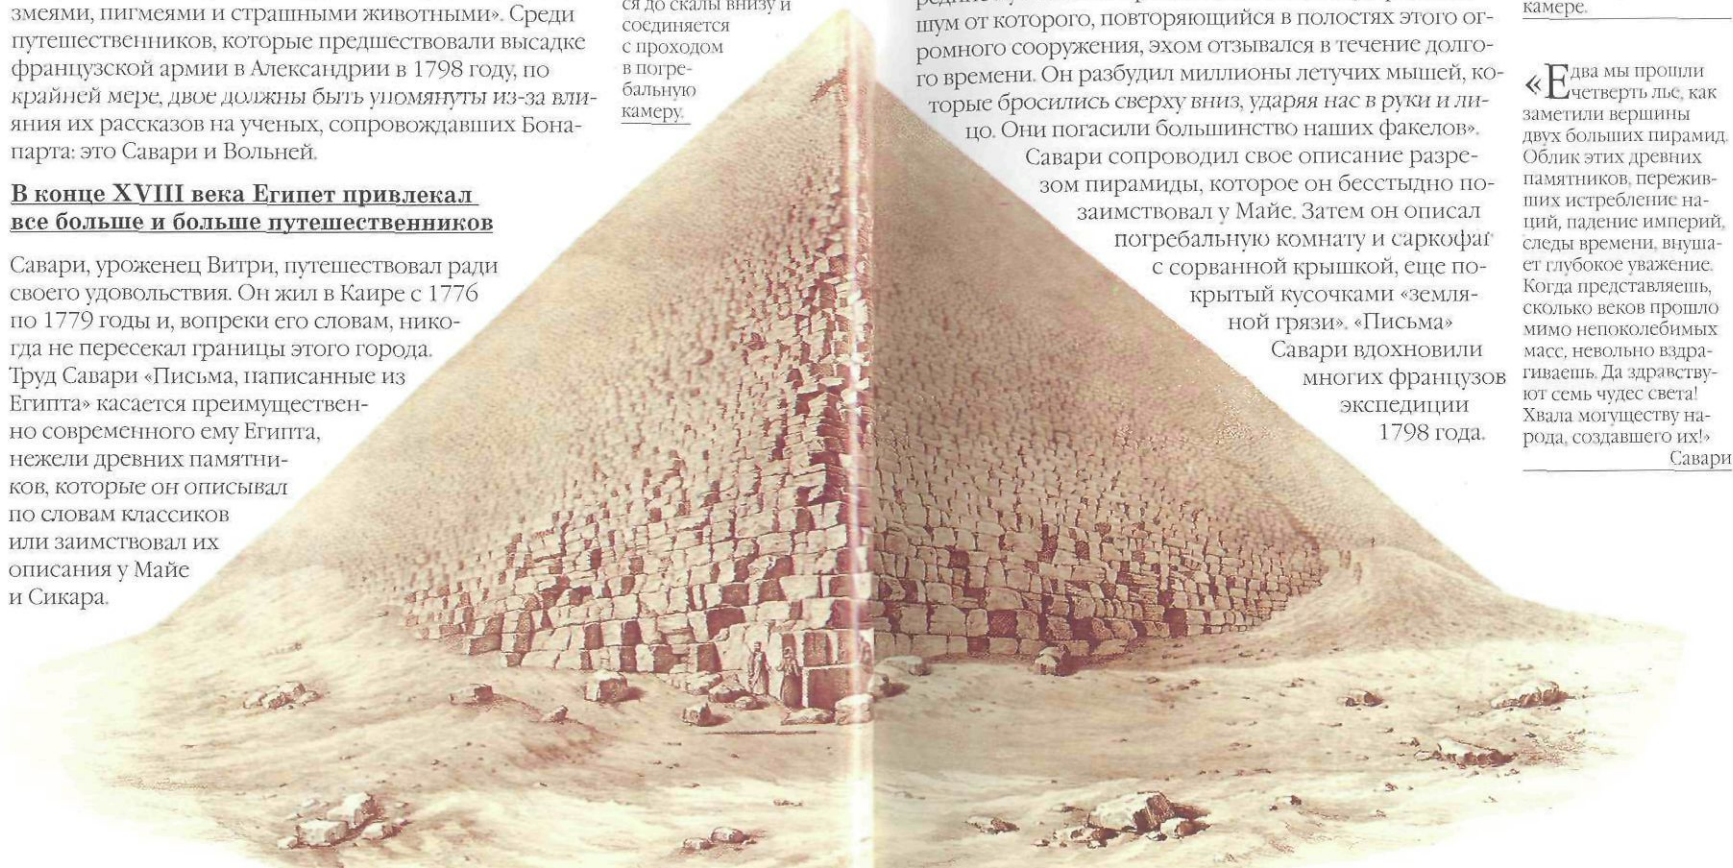 змеями, пигмеями и страшными животными». Среди
путешественников, которые предшествовали высадке
французской армии в Александрии в 1798 году, по
крайней мере, двое должны быть упомянуты из-за вли-
яния их рассказов на ученых, сопровождавших Бона-
парта: это Савари и Вольней.
В конце XVIII века Египет привлекал
все больше и больше путешественников
Савари, уроженец Витри, путешествовал ради
своего удовольствия. Он жил в Каире с 1776
по 1779 годы и, вопреки его словам, нико-
гда не пересекал границы этого города.
Труд Савари «Письма, написанные из
Египта» касается преимуществен-
но современного ему Египта,
нежели древних памятни-
ков, которые он описывал
по словам классиков
или заимствовал их
описания у Майе
и Сикара.
ся до скалы внизу и
соединяется
с проходом
в погре-
бальную
камеру.
шум от которого, повторяющийся в полостях этого ог-
ромного сооружения, эхом отзывался в течение долго-
го времени. Он разбудил миллионы летучих мышей, ко-
торые бросились сверху вниз, ударяя нас в руки и ли-
цо. Они погасили большинство наших факелов».
Савари сопроводил свое описание разре-
зом пирамиды, которое он бесстыдно по-
заимствовал у Майе. Затем он описал
погребальную комнату и саркофаг
с сорванной крышкой, еще по-
крытый кусочками «земля-
ной грязи». «Письма»
Савари вдохновили
многих французов
экспедиции
1798 года.
камере.
«Едва мы прошли
четверть лье, как
заметили вершины
двух больших пирамид.
Облик этих древних
памятников, пережив-
ших истребление на-
ций, падение империй,
следы времени, внуша-
ет глубокое уважение.
Когда представляешь,
сколько веков прошло
мимо непоколебимых
масс, невольно вздра-
гиваешь. Да здравству-
ют семь чудес света!
Хвала могуществу на-
рода, создавшего их!»
Савари